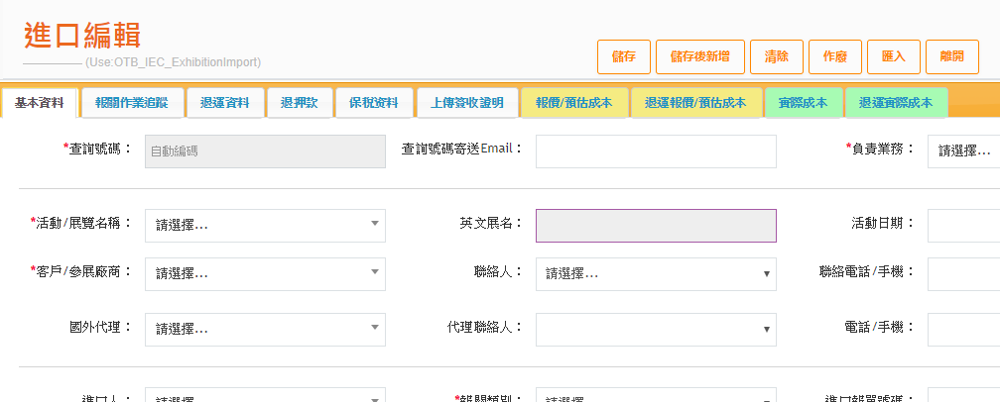 進口編輯
(Use:OTB_IEC_ExhibitionImport)
儲存 儲存後新增 清除 作廢 匯入 離開
基本資料 報關作業追蹤 退運資料 退押款 保稅資料 上傳簽收證明 報價/預估成本 退運報價/預估成本 實際成本 退運實際成本
*查詢號碼： 自動編碼 查詢號碼寄送Email： *負責業務： 請選擇...
*活動/展覽名稱： 請選擇... 英文展名： 活動日期：
*客戶/參展廠商： 請選擇... 聯絡人： 請選擇... 聯絡電話/手機：
國外代理： 請選擇... 代理聯絡人： 電話/手機：
進口人： 請選擇... *報關類別： 請選擇... 進口報單號碼：